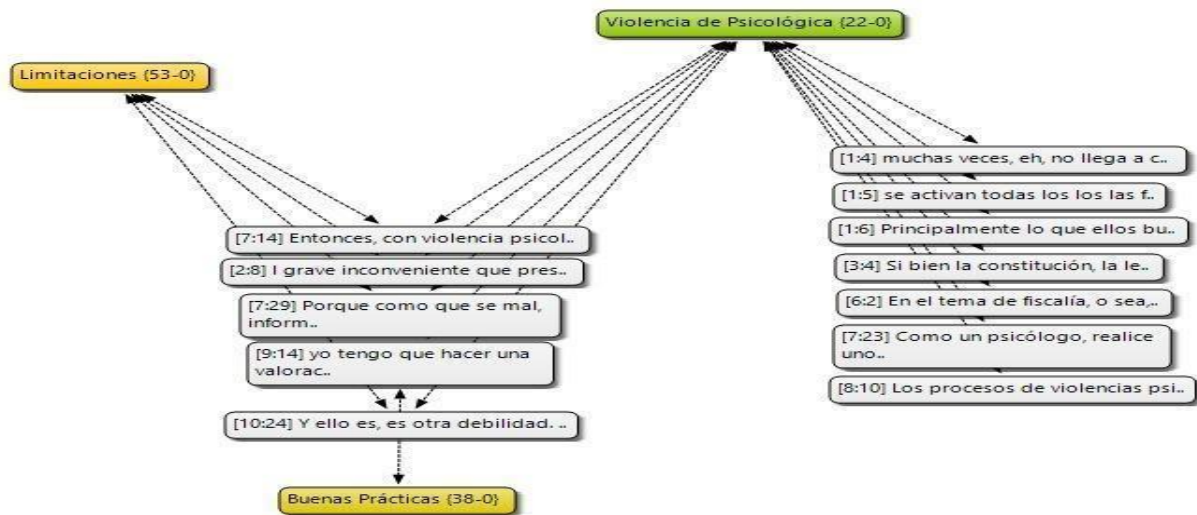 Violencia de Psicológica {22-0}
Limitaciones {53-0}
[7:14] Entonces, con violencia psicol..
[2:8] I grave inconveniente que pres..
[7:29] Porque como que se mal,
inform..
[9:14] yo tengo que hacer una
valorac..
[10:24] Y ello es, es otra debilidad. ..
[1:4] muchas veces, eh, no llega a c..
[1:5] se activan todas los los las f..
[1:6] Principalmente lo que ellos bu..
[3:4] Si bien la constitución, la le..
[6:2] En el tema de fiscalía, o sea,..
[7:23] Como un psicólogo, realice
uno..
[8:10] Los procesos de violencias psi..
Buenas Prácticas {38-0}